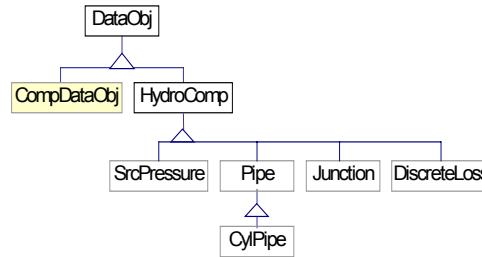 DataObj
CompDataObj HydroComp
SrcPressure Pipe Junction DiscreteLoss
CylPipe